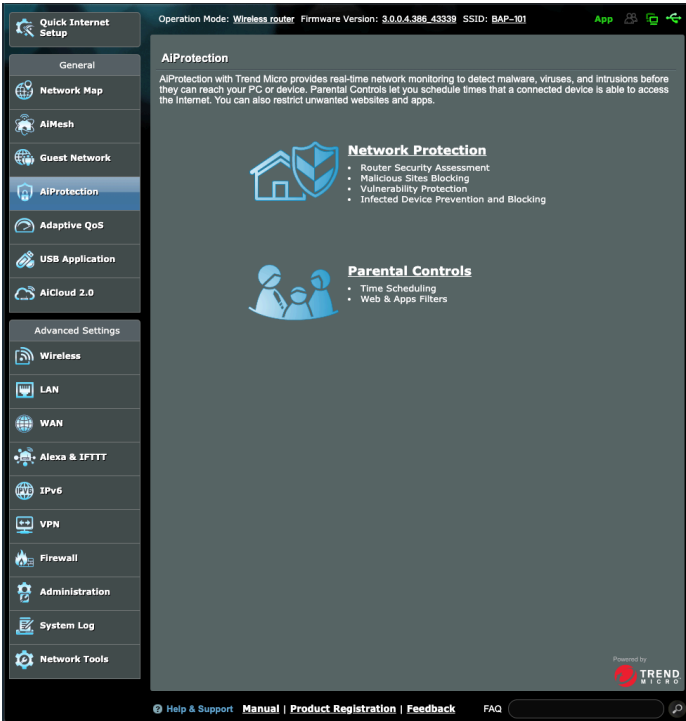 Quick Internet
Setup
Operation Mode: Wireless router Firmware Version: 3.0.0.4.386_43339 SSID: BAP-101
App
General
Network Map
AiMesh
Guest Network
AiProtection
Adaptive QoS
USB Application
AiCloud 2.0
Advanced Settings
Wireless
LAN
WAN
Alexa & IFTTT
IPv6
VPN
Firewall
Administration
System Log
Network Tools
AiProtection
AiProtection with Trend Micro provides real-time network monitoring to detect malware, viruses, and intrusions before
they can reach your PC or device. Parental Controls let you schedule times that a connected device is able to access
the Internet. You can also restrict unwanted websites and apps.
Network Protection
• Router Security Assessment
• Malicious Sites Blocking
• Vulnerability Protection
• Infected Device Prevention and Blocking
Parental Controls
• Time Scheduling
• Web & Apps Filters
Powered by
TREND
MICRO
Help & Support Manual | Product Registration | Feedback FAQ